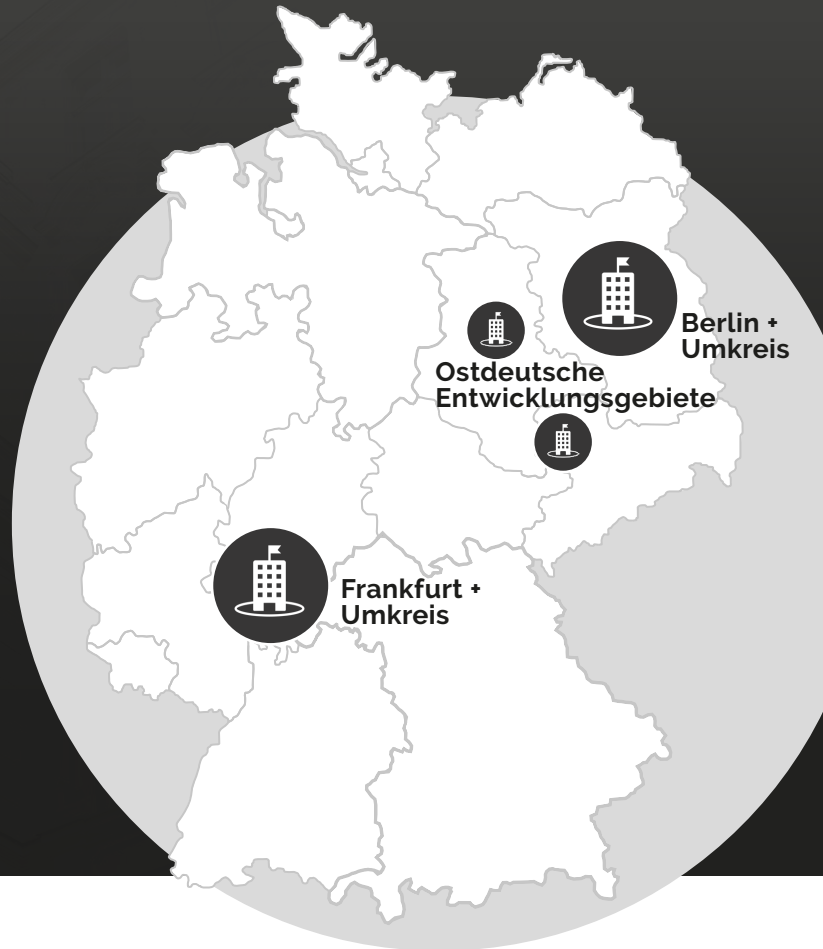 Berlin +
Umkreis
Ostdeutsche
Entwicklungsgebiete
Frankfurt +
Umkreis